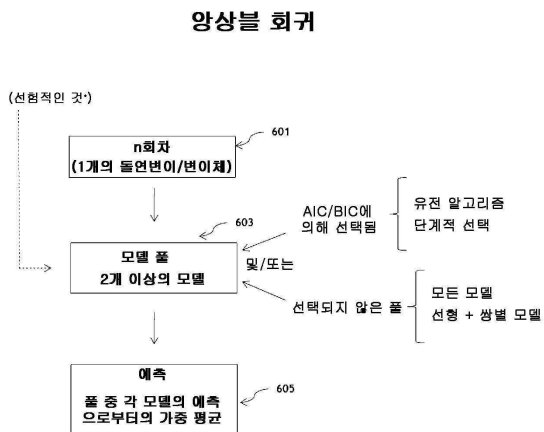 앙상블 회귀
(선험적인 것*)
601
n회차
(1개의 돌연변이/변이체)
603
모델 풀
2개 이상의 모델
AIC/BIC에
의해 선택됨
유전 알고리즘
단계적 선택
및/또는
선택되지 않은 풀
모든 모델
선형 + 쌍별 모델
예측
풀 중 각 모델의 예측
으로부터의 가중 평균
605